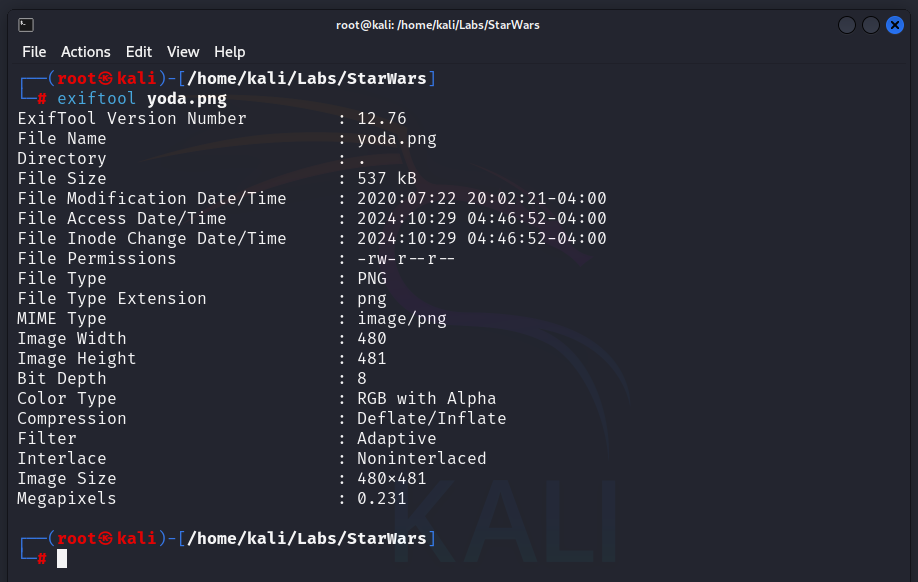 root@kali: /home/kali/Labs/StarWars
File Actions Edit View Help
┌──(root㉿kali)-[/home/kali/Labs/StarWars]
└─# exiftool yoda.png
ExifTool Version Number : 12.76
File Name : yoda.png
Directory : .
File Size : 537 kB
File Modification Date/Time : 2020:07:22 20:02:21-04:00
File Access Date/Time : 2024:10:29 04:46:52-04:00
File Inode Change Date/Time : 2024:10:29 04:46:52-04:00
File Permissions : -rw-r--r--
File Type : PNG
File Type Extension : png
MIME Type : image/png
Image Width : 480
Image Height : 481
Bit Depth : 8
Color Type : RGB with Alpha
Compression : Deflate/Inflate
Filter : Adaptive
Interlace : Noninterlaced
Image Size : 480×481
Megapixels : 0.231
┌──(root㉿kali)-[/home/kali/Labs/StarWars]
└─#
KALI